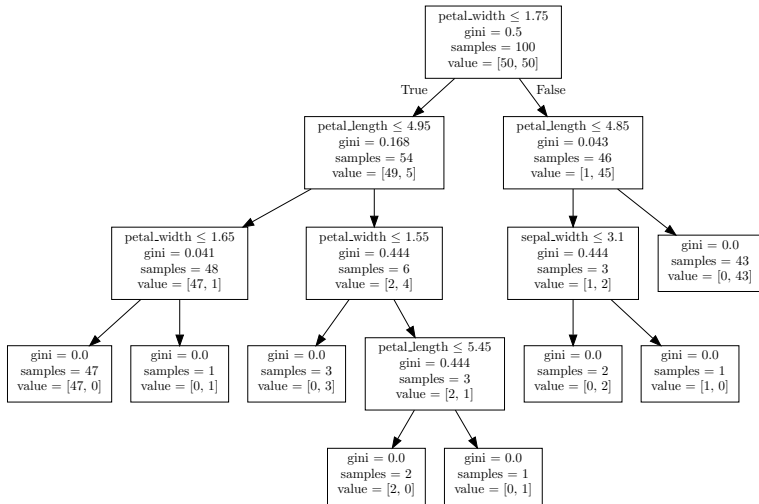 petal_width ≤ 1.75
gini = 0.5
samples = 100
value = [50, 50]
True
False
petal_length ≤ 4.95
gini = 0.168
samples = 54
value = [49, 5]
petal_length ≤ 4.85
gini = 0.043
samples = 46
value = [1, 45]
petal_width ≤ 1.65
gini = 0.041
samples = 48
value = [47, 1]
petal_width ≤ 1.55
gini = 0.444
samples = 6
value = [2, 4]
sepal_width ≤ 3.1
gini = 0.444
samples = 3
value = [1, 2]
gini = 0.0
samples = 43
value = [0, 43]
gini = 0.0
samples = 47
value = [47, 0]
gini = 0.0
samples = 1
value = [0, 1]
gini = 0.0
samples = 3
value = [0, 3]
petal_length ≤ 5.45
gini = 0.444
samples = 3
value = [2, 1]
gini = 0.0
samples = 2
value = [0, 2]
gini = 0.0
samples = 1
value = [1, 0]
gini = 0.0
samples = 2
value = [2, 0]
gini = 0.0
samples = 1
value = [0, 1]